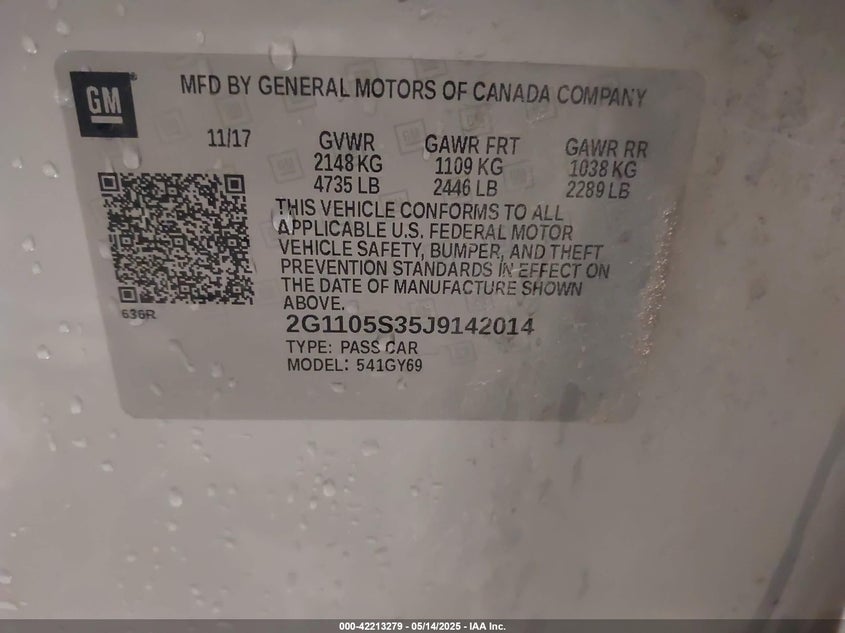 GM
MFD BY GENERAL MOTORS OF CANADA COMPANY
11/17 GVWR GAWR FRT GAWR RR
2148 KG 1109 KG 1038 KG
4735 LB 2446 LB 2289 LB
THIS VEHICLE CONFORMS TO ALL
APPLICABLE U.S. FEDERAL MOTOR
VEHICLE SAFETY, BUMPER, AND THEFT
PREVENTION STANDARDS IN EFFECT ON
THE DATE OF MANUFACTURE SHOWN
ABOVE.
636R
2G1105S35J9142014
TYPE: PASS CAR
MODEL: 541GY69
000-42213279 - 05/14/2025 - IAA Inc.